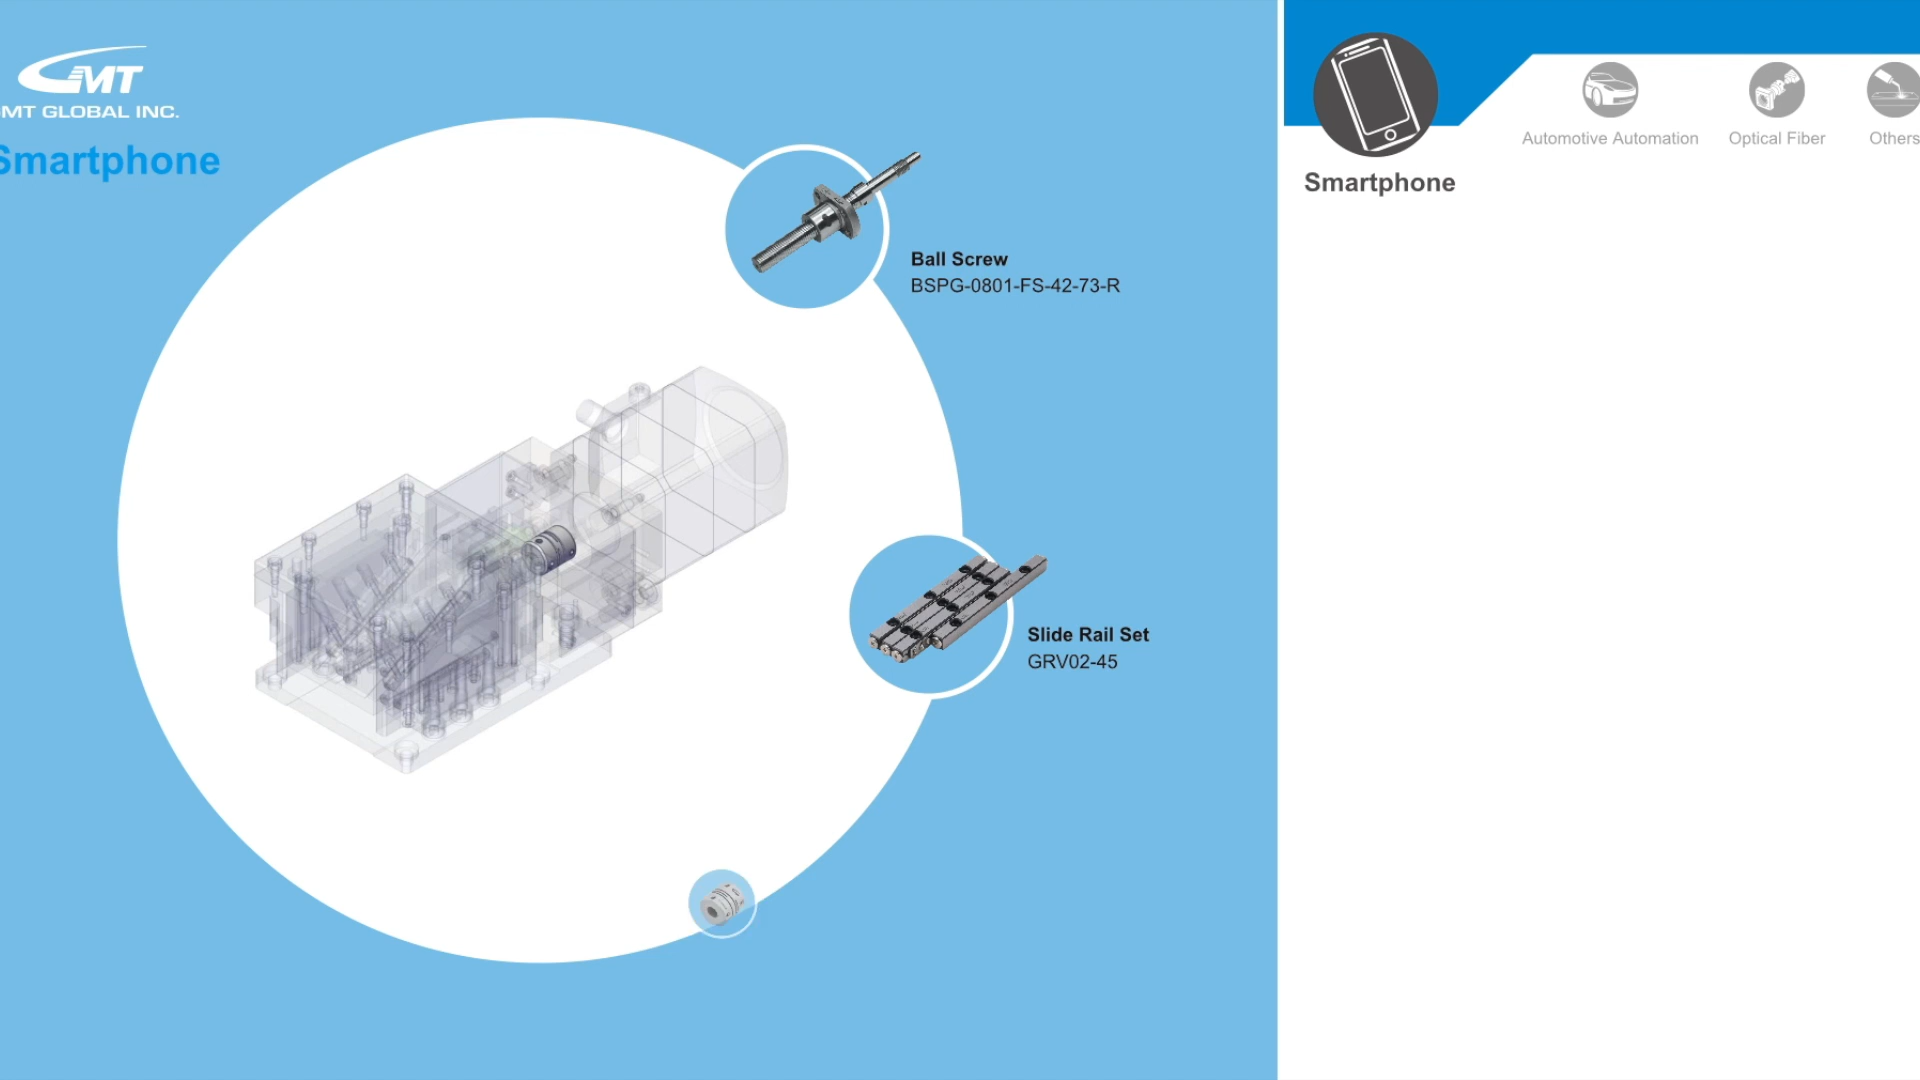 GMT
MT GLOBAL INC.
Smartphone
Ball Screw
BSPG-0801-FS-42-73-R
Slide Rail Set
GRV02-45
Smartphone
Automotive Automation
Optical Fiber
Others